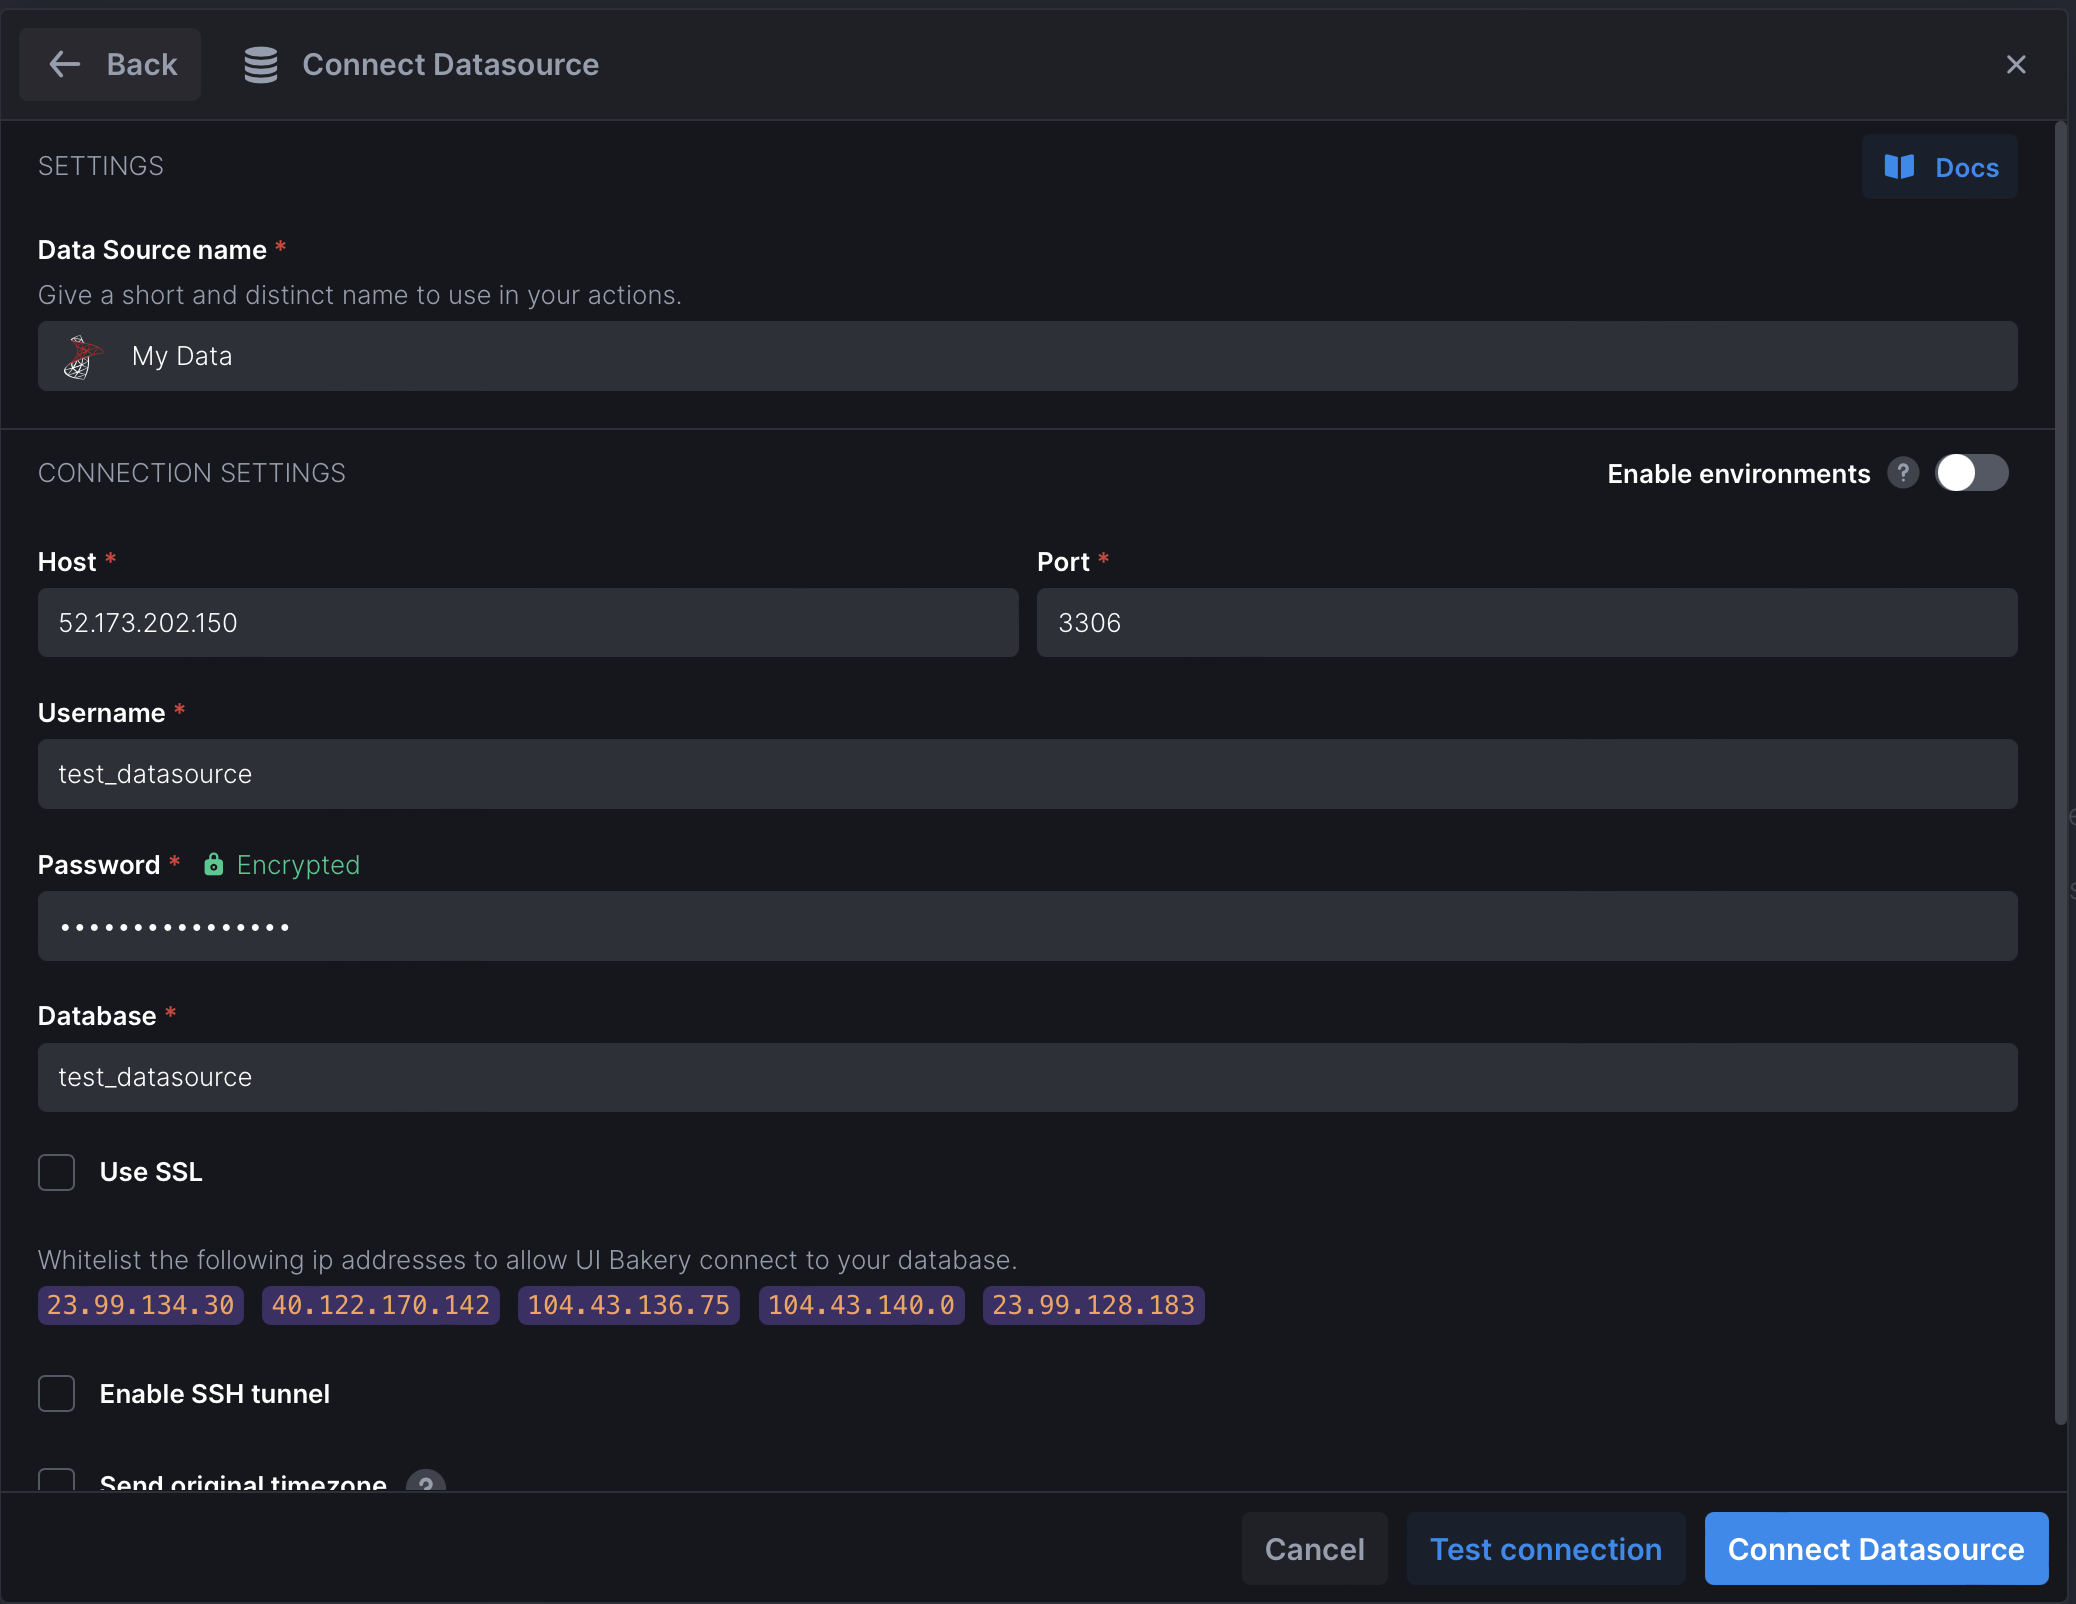 Back
Connect Datasource
SETTINGS
Docs
Data Source name *
Give a short and distinct name to use in your actions.
My Data
CONNECTION SETTINGS
Enable environments ?
Host *
Port *
52.173.202.150
3306
Username *
test_datasource
Password * Encrypted
••••••••••••••••
Database *
test_datasource
Use SSL
Whitelist the following ip addresses to allow UI Bakery connect to your database.
23.99.134.30 40.122.170.142 104.43.136.75 104.43.140.0 23.99.128.183
Enable SSH tunnel
Send original timezone ?
Cancel
Test connection
Connect Datasource